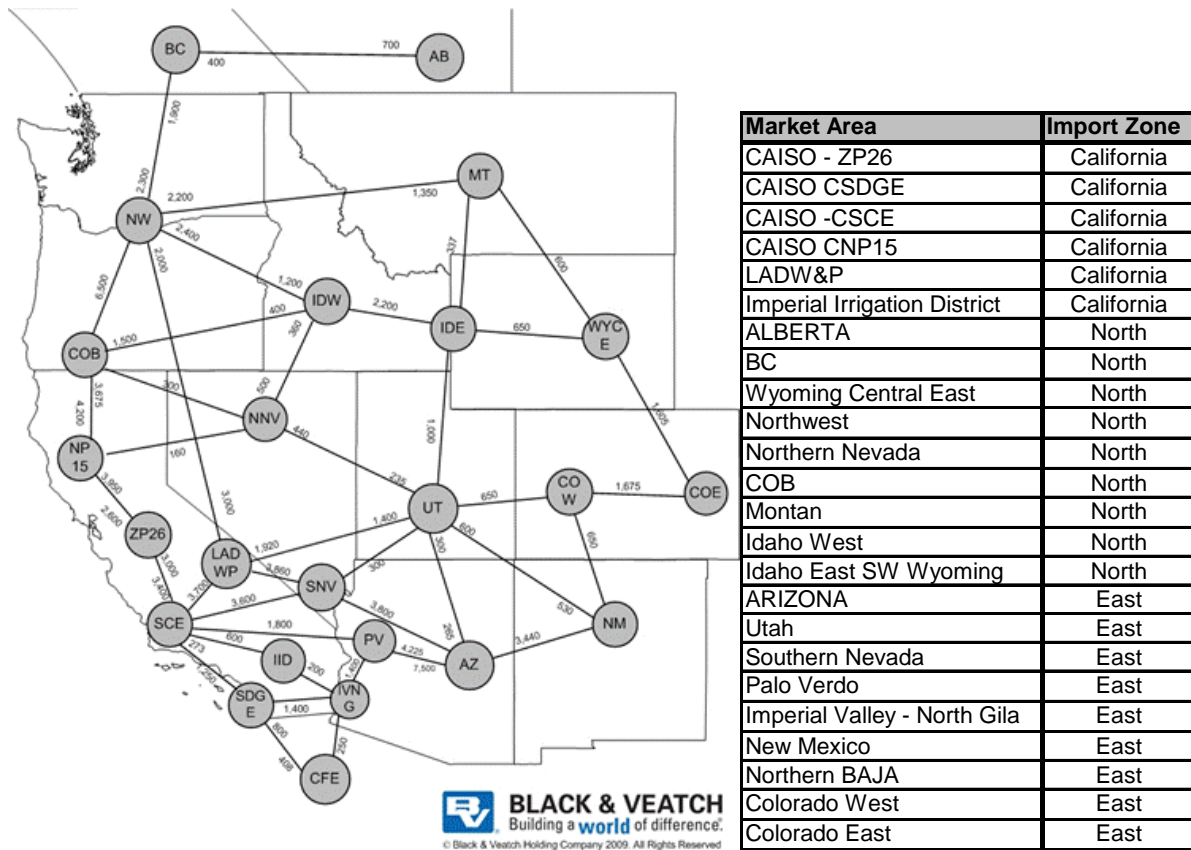 BC
AB
700
400
1,900
2,300
MT
2,200
1,350
NW
2,400
2,000
337
600
6,500
1,200
IDW
400
2,200
IDE
650
WYC
E
1,500
COB
360
300
500
3,675
4,200
NNV
440
1,000
1,605
NP
15
160
235
3,950
2,600
CO
W
1,675
COE
650
UT
3,000
ZP26
1,400
600
1,920
300
650
LAD
WP
3,860
3,000
3,400
3,700
SNV
300
3,600
3,800
530
NM
SCE
1,800
PV
265
600
4,225
3,440
273
7,500
AZ
IID
200
1,400
1,250
SDG
E
1,400
IVN
G
800
250
408
CFE
BV
BLACK & VEATCH
Building a world of difference.
© Black & Veatch Holding Company 2009. All Rights Reserved
Market Area Import Zone
CAISO - ZP26 California
CAISO CSDGE California
CAISO -CSCE California
CAISO CNP15 California
LADW&P California
Imperial Irrigation District California
ALBERTA North
BC North
Wyoming Central East North
Northwest North
Northern Nevada North
COB North
Montan North
Idaho West North
Idaho East SW Wyoming North
ARIZONA East
Utah East
Southern Nevada East
Palo Verdo East
Imperial Valley - North Gila East
New Mexico East
Northern BAJA East
Colorado West East
Colorado East East